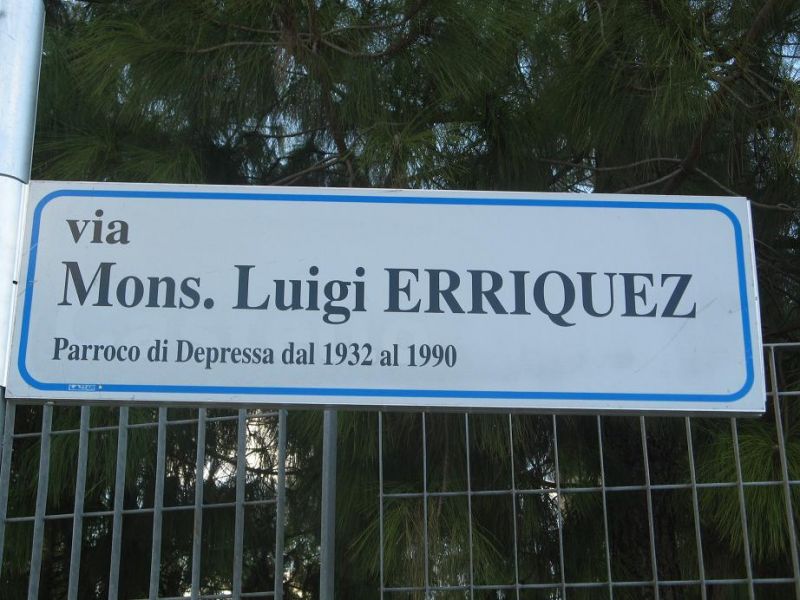 via
Mons. Luigi ERRIQUEZ
Parroco di Depressa dal 1932 al 1990